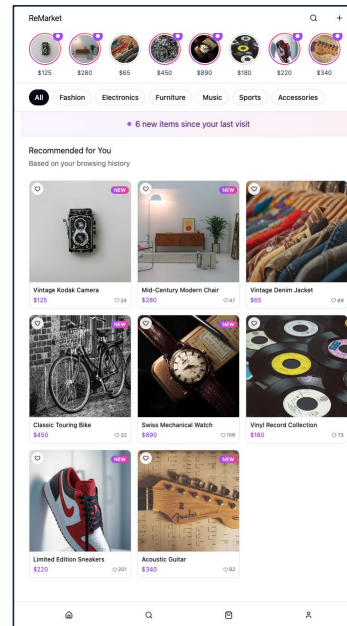 ReMarket
$125 $280 $65 $450 $890 $180 $220 $340
All Fashion Electronics Furniture Music Sports Accessories
6 new items since your last visit
Recommended for You
Based on your browsing history
NEW NEW
Vintage Kodak Camera Mid-Century Modern Chair Vintage Denim Jacket
$125 24 $280 47 $65 89
NEW NEW
Classic Touring Bike Swiss Mechanical Watch Vinyl Record Collection
$450 32 $890 156 $180 73
NEW NEW
Fender
Limited Edition Sneakers Acoustic Guitar
$220 201 $340 92